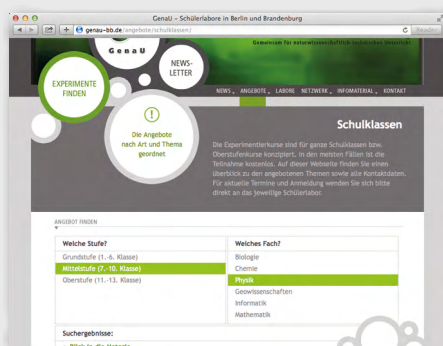 GenaU – Schülerlabore in Berlin und Brandenburg
genau-bb.de/angebote/schulklassen/
Reader
GenaU
Gemeinsam für naturwissenschaftlich-technischen Unterricht
NEWS-
LETTER
EXPERIMENTE
FINDEN
NEWS
ANGEBOTE
LABORE
NETZWERK
INFOMATERIAL
KONTAKT
!
Die Angebote
nach Art und Thema
geordnet
Schulklassen
Die Experimentierkurse sind für ganze Schulklassen bzw.
Oberstufenkurse konzipiert. In den meisten Fällen ist die
Teilnahme kostenlos. Auf dieser Webseite finden Sie einen
überblick zu den angebotenen Themen sowie alle Kontaktdaten.
Für aktuelle Termine und Anmeldung wenden Sie sich bitte
direkt an das jeweilige Schülerlabor.
ANGEBOT FINDEN
Welche Stufe?
Grundstufe (1.-6. Klasse)
Mittelstufe (7.-10. Klasse)
Oberstufe (11.-13. Klasse)
Welches Fach?
Biologie
Chemie
Physik
Geowissenschaften
Informatik
Mathematik
Suchergebnisse:
Blick in die Materie